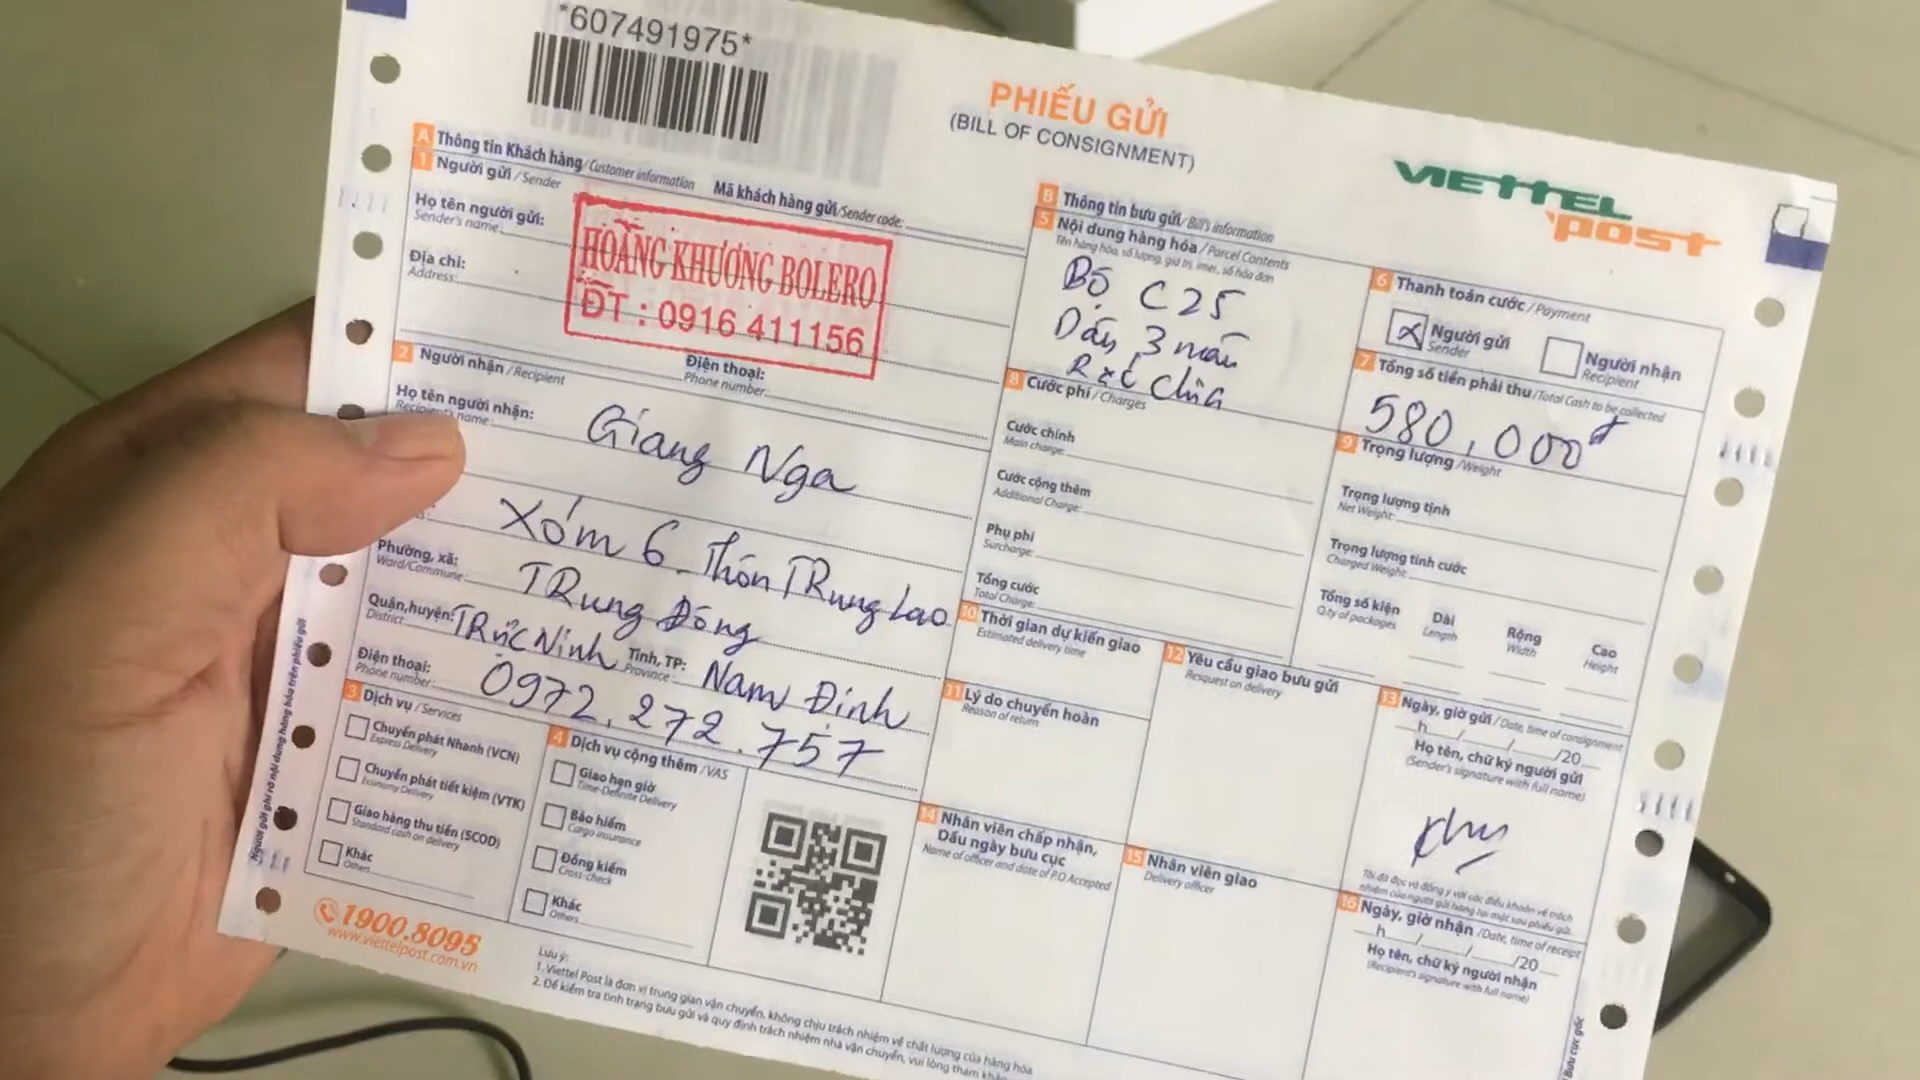 *607491975*
PHIẾU GỬI
(BILL OF CONSIGNMENT)
VIETTEL
post
A Thông tin Khách hàng/Customer information
Mã khách hàng gửi/Sender code:
1 Người gửi/Sender
Họ tên người gửi:
Sender's name:
HOÀNG KHƯƠNG BOLERO
ĐT : 0916 411156
Địa chỉ:
Address:
Điện thoại:
Phone number:
2 Người nhận/Recipient
Họ tên người nhận:
Recipient's name:
Giang Nga
Xóm 6 Thôn TRung Lao
Phường, xã:
Ward/Commune:
TRung Đông
Quận,huyện: TRực Ninh
District:
Tỉnh, TP: Nam Định
Province:
Điện thoại:
Phone number:
0972.272.757
3 Dịch vụ/Services
Chuyển phát Nhanh (VCN)
Express Delivery
Chuyển phát tiết kiệm (VTK)
Economy Delivery
Giao hàng thu tiền (SCOD)
Standard cash on delivery
Khác
Others
4 Dịch vụ cộng thêm/VAS
Giao hẹn giờ
Time-Definite Delivery
Bảo hiểm
Cargo insurance
Đồng kiểm
Cross-check
Khác
Others
B Thông tin bưu gửi/Bill's information
5 Nội dung hàng hóa/Parcel Contents
Tên hàng hóa, số lượng, giá trị, imei, số hóa đơn
Bộ C25
3
6 Thanh toán cước/Payment
Người gửi
Sender
Người nhận
Recipient
7 Tổng số tiền phải thu/Total Cash to be collected
580,000đ
8 Cước phí/Charges
Cước chính
Main charge:
Cước cộng thêm
Additional Charge:
Phụ phí
Surcharge:
Tổng cước
Total Charge:
9 Trọng lượng/Weight
Trọng lượng tịnh
Net Weight:
Trọng lượng tính cước
Charged Weight:
Tổng số kiện
Q.ty of packages
Dài
Length
Rộng
Width
Cao
Height
10 Thời gian dự kiến giao
Estimated delivery time
11 Lý do chuyển hoàn
Reason of return
12 Yêu cầu giao bưu gửi
Resquest on delivery
13 Ngày, giờ gửi/Date, time of consignment
h / / /20
Họ tên, chữ ký người gửi
(Sender's signature with full name)
Tôi đã đọc và đồng ý với các điều khoản về trách
nhiệm của người gửi hàng tại mặt sau phiếu gửi.
14 Nhân viên chấp nhận,
Dấu ngày bưu cục
Name of officer and date of P.O Accepted
15 Nhân viên giao
Delivery officer
16 Ngày, giờ nhận/Date, time of receipt
h / / /20
Họ tên, chữ ký người nhận
(Recipient's signature with full name)
1900.8095
www.viettelpost.com.vn
Lưu ý:
1. Viettel Post là đơn vị trung gian vận chuyển, không chịu trách nhiệm về chất lượng của hàng hóa
2. Để kiểm tra tình trạng bưu gửi và quy định trách nhiệm nhà vận chuyển, vui lòng tham
Người gửi ghi rõ nội dung hàng hóa trên phiếu gửi
Bưu cục gốc